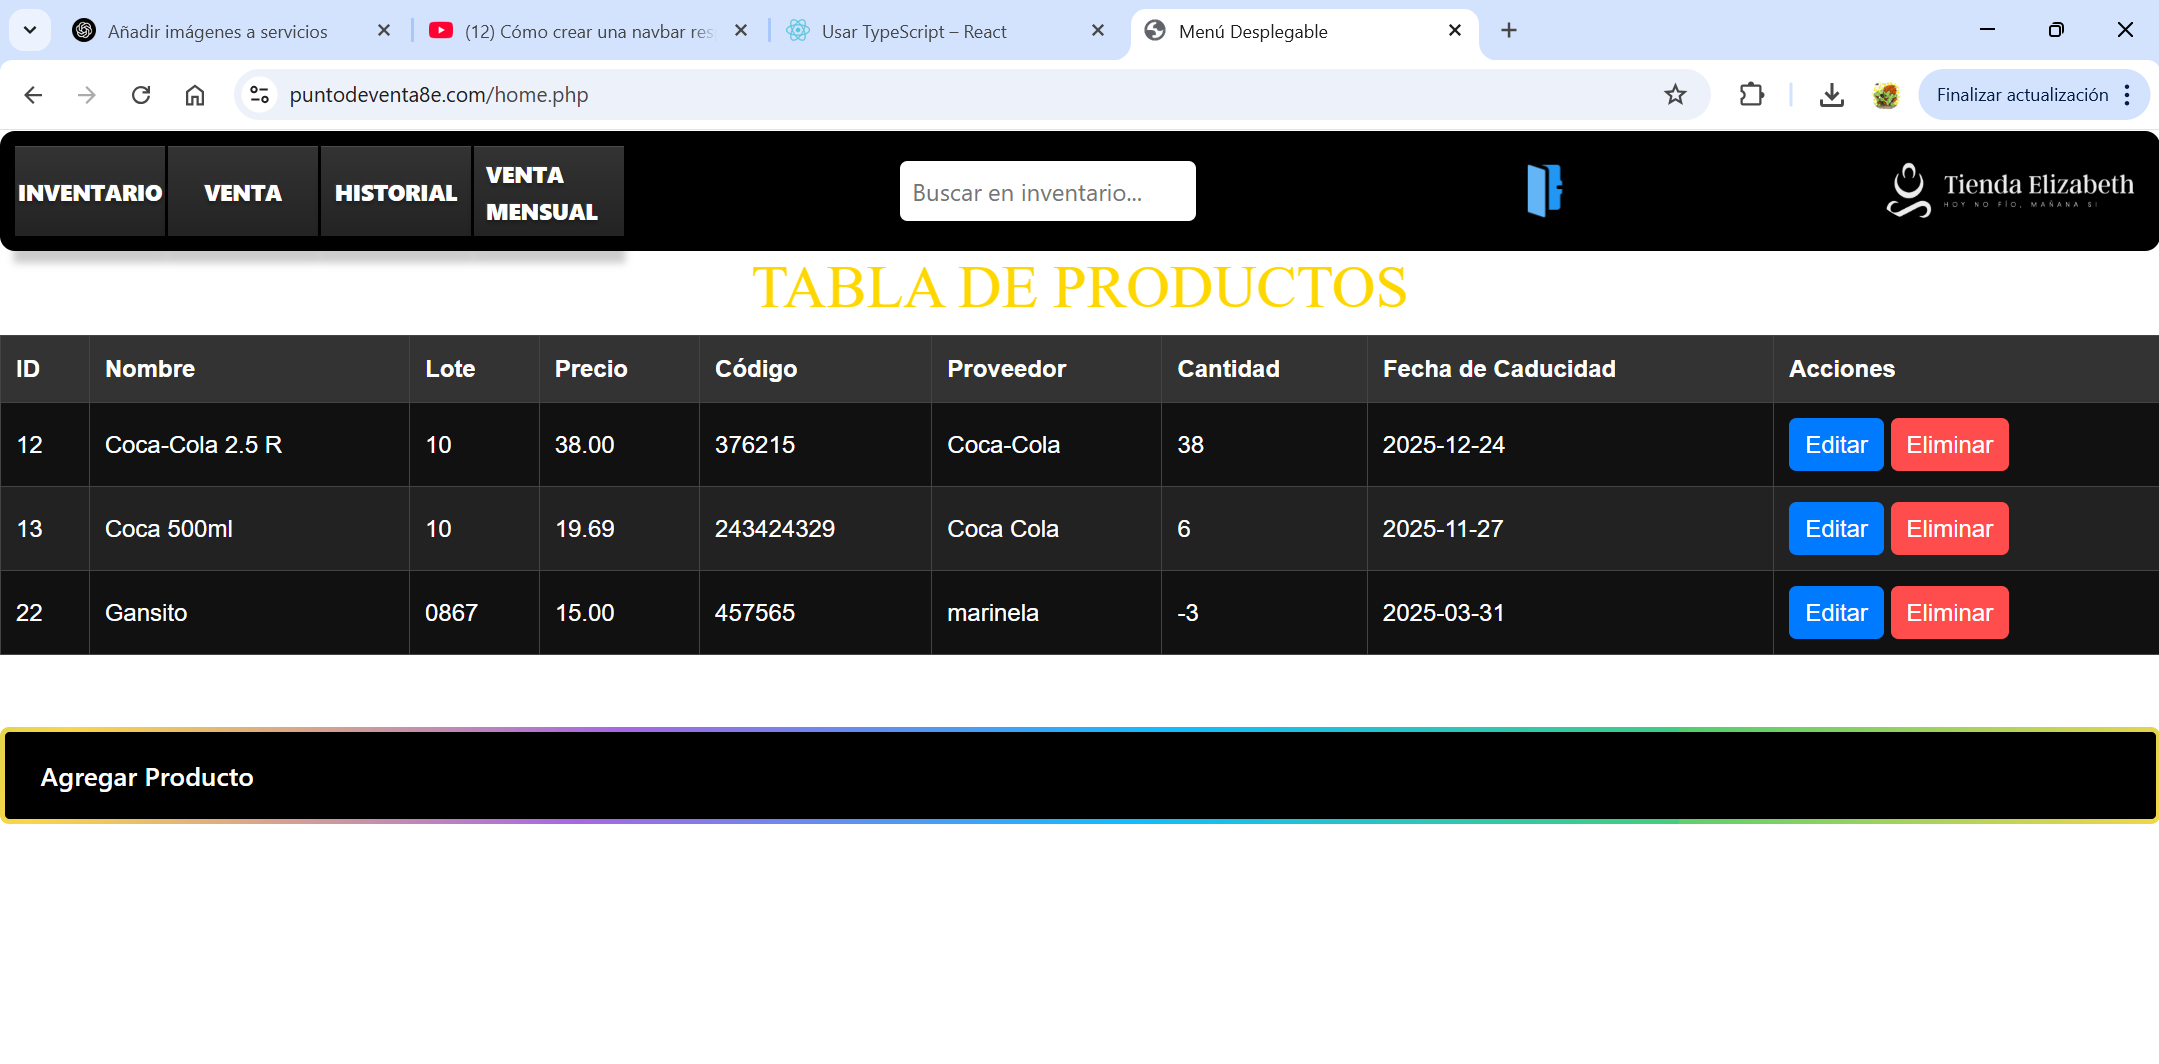 Añadir imágenes a servicios
(12) Cómo crear una navbar res
Usar TypeScript – React
Menú Desplegable
puntodeventa8e.com/home.php
Finalizar actualización
INVENTARIO
VENTA
HISTORIAL
VENTA
MENSUAL
Buscar en inventario...
Tienda Elizabeth
HOY NO FÍO, MAÑANA SI
TABLA DE PRODUCTOS
ID Nombre Lote Precio Código Proveedor Cantidad Fecha de Caducidad Acciones
12 Coca-Cola 2.5 R 10 38.00 376215 Coca-Cola 38 2025-12-24 Editar Eliminar
13 Coca 500ml 10 19.69 243424329 Coca Cola 6 2025-11-27 Editar Eliminar
22 Gansito 0867 15.00 457565 marinela -3 2025-03-31 Editar Eliminar
Agregar Producto